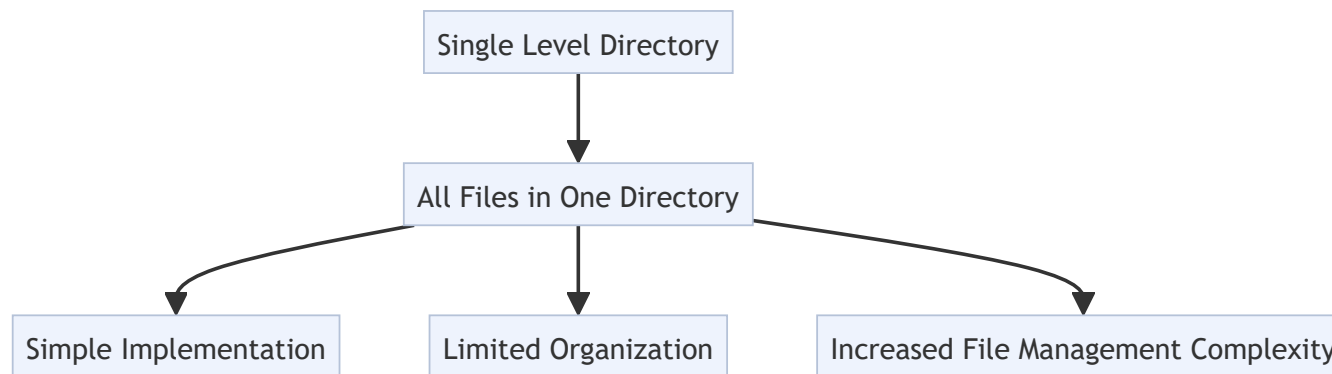 Single Level Directory
All Files in One Directory
Simple Implementation
Limited Organization
Increased File Management Complexity